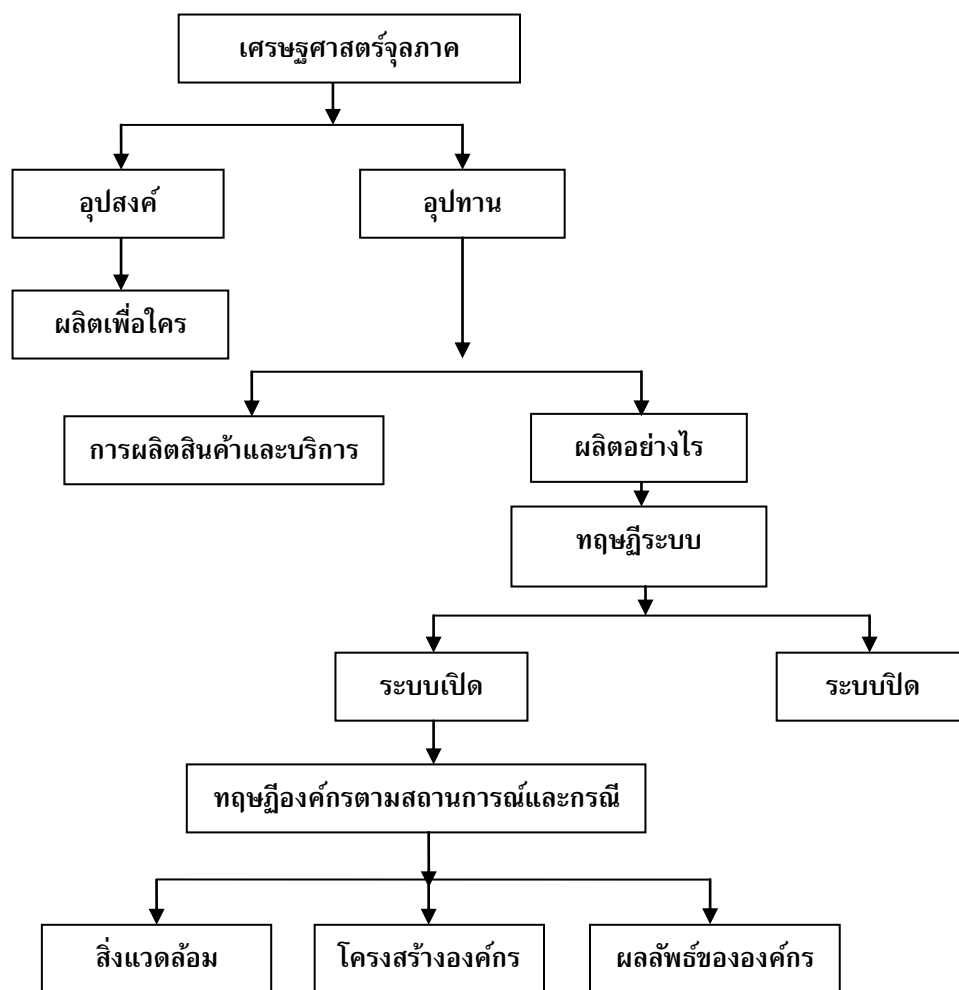 เศรษฐศาสตร์จุลภาค
อุปสงค์
อุปทาน
ผลิตเพื่อใคร
การผลิตสินค้าและบริการ
ผลิตอย่างไร
ทฤษฏีระบบ
ระบบเปิด
ระบบปิด
ทฤษฏีองค์กรตามสถานการณ์และกรณี
สิ่งแวดล้อม
โครงสร้างองค์กร
ผลลัพธ์ขององค์กร